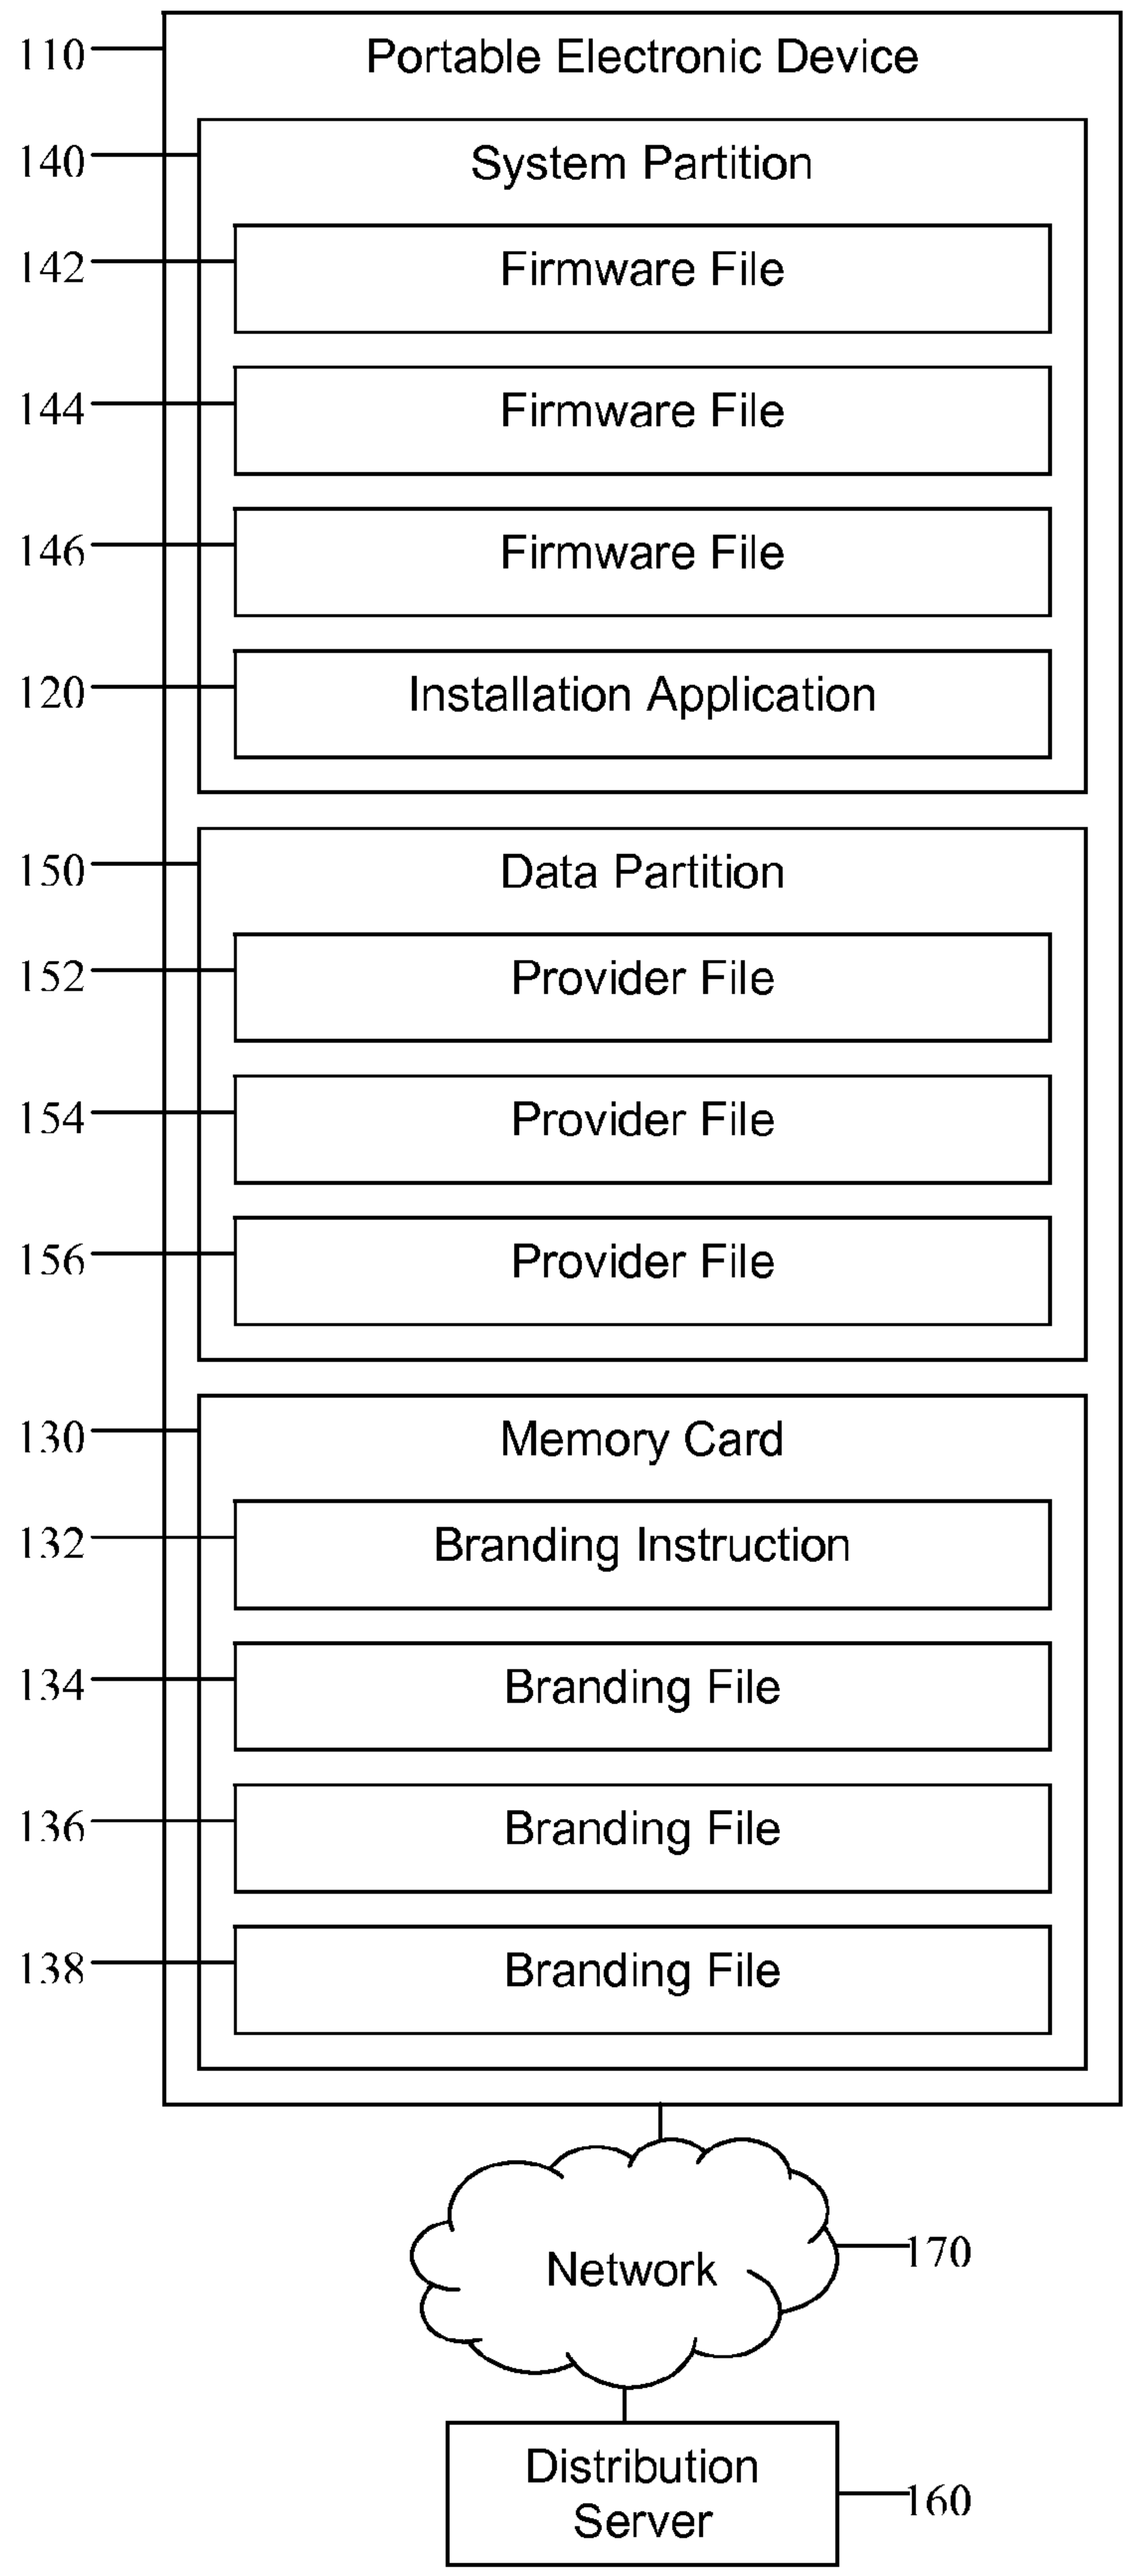 110 Portable Electronic Device
140 System Partition
142 Firmware File
144 Firmware File
146 Firmware File
120 Installation Application
150 Data Partition
152 Provider File
154 Provider File
156 Provider File
130 Memory Card
132 Branding Instruction
134 Branding File
136 Branding File
138 Branding File
Network 170
Distribution
Server 160